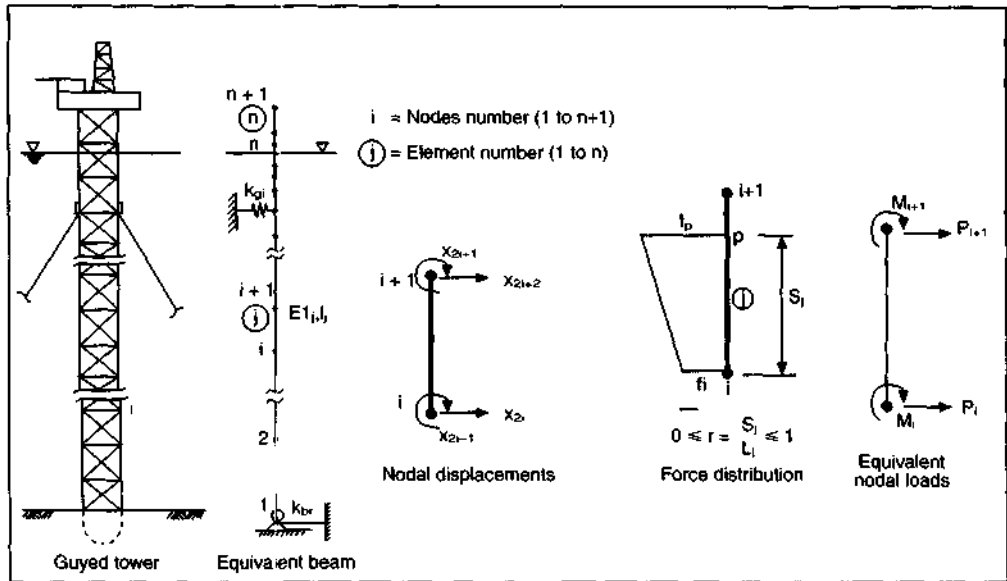 n + 1
n
n
i = Nodes number (1 to n+1)
j = Element number (1 to n)
k_gi
i + 1
j
E1_j,I_j
i
2
1
k_br
x_2i+1
i + 1
x_2i+2
i
x_2i
x_2i−1
i+1
f_p
p
j
S_j
fi
i
0 ⩽ r = S_j / L_j ⩽ 1
M_i+1
P_i+1
M_i
P_i
Nodal displacements
Force distribution
Equivalent
nodal loads
Guyed tower
Equivalent beam